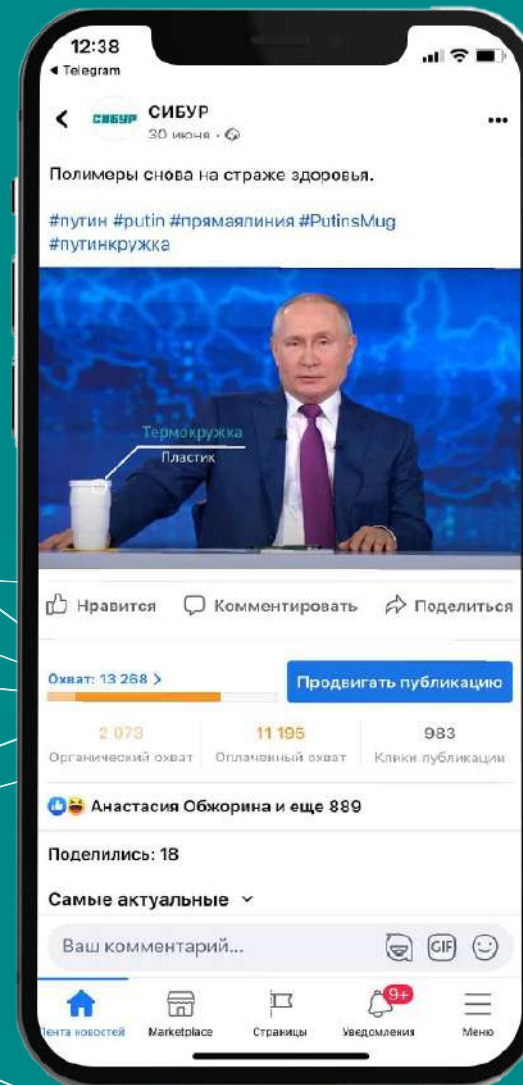 12:38
◀ Telegram
СИБУР
СИБУР
30 июня ·
Полимеры снова на страже здоровья.
#путин #putin #прямаялиния #PutinsMug
#путинкружка
Термокружка
Пластик
Нравится
Комментировать
Поделиться
Охват: 13 268 >
Продвигать публикацию
2 073
11 195
983
Органический охват
Оплаченный охват
Клики публикации
Анастасия Обжорина и еще 889
Поделились: 18
Самые актуальные
Ваш комментарий...
GIF
9+
Лента новостей
Marketplace
Страницы
Уведомления
Меню